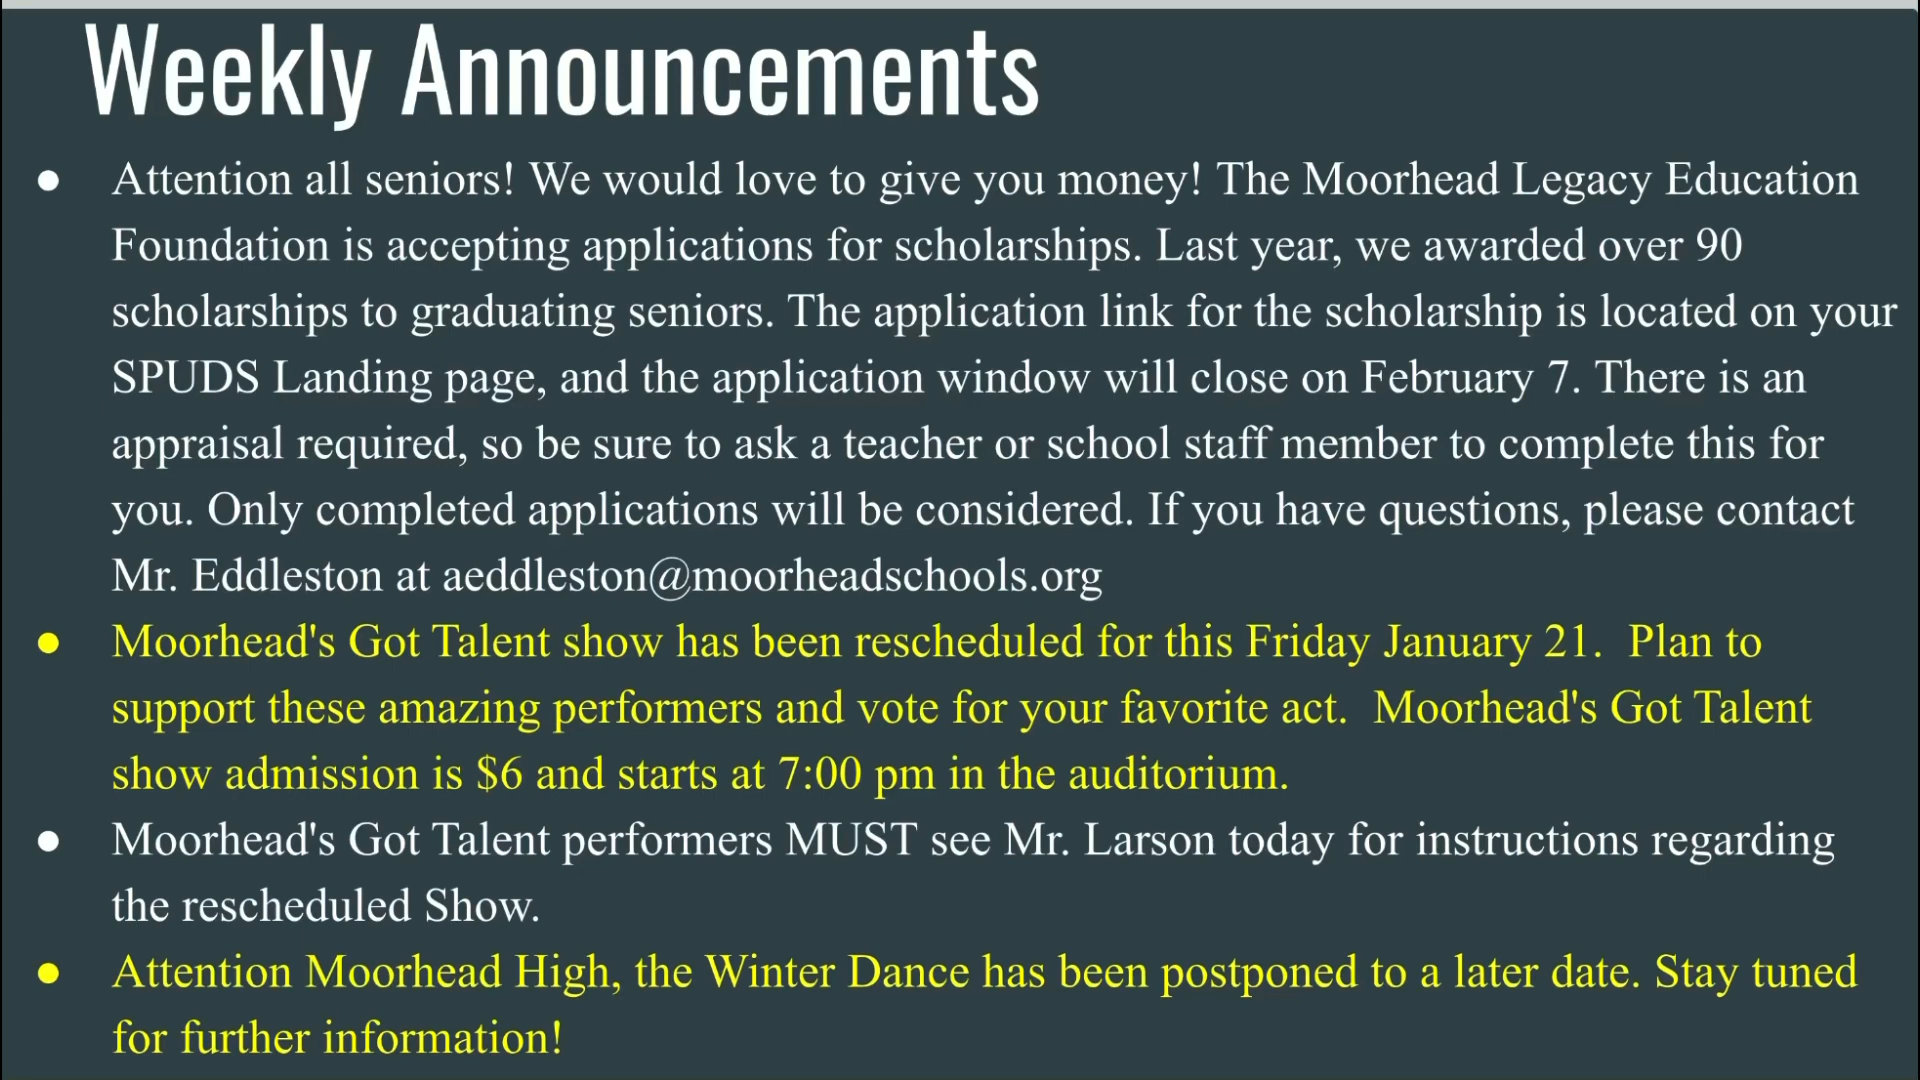 Weekly Announcements
● Attention all seniors! We would love to give you money! The Moorhead Legacy Education
Foundation is accepting applications for scholarships. Last year, we awarded over 90
scholarships to graduating seniors. The application link for the scholarship is located on your
SPUDS Landing page, and the application window will close on February 7. There is an
appraisal required, so be sure to ask a teacher or school staff member to complete this for
you. Only completed applications will be considered. If you have questions, please contact
Mr. Eddleston at aeddleston@moorheadschools.org
● Moorhead's Got Talent show has been rescheduled for this Friday January 21.  Plan to
support these amazing performers and vote for your favorite act.  Moorhead's Got Talent
show admission is $6 and starts at 7:00 pm in the auditorium.
● Moorhead's Got Talent performers MUST see Mr. Larson today for instructions regarding
the rescheduled Show.
● Attention Moorhead High, the Winter Dance has been postponed to a later date. Stay tuned
for further information!